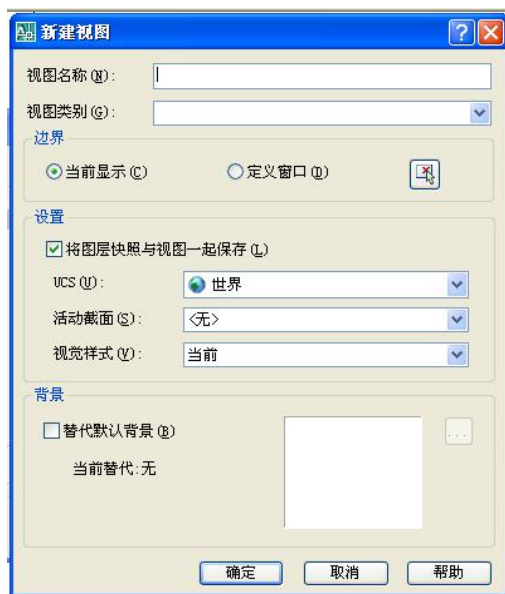 新建视图
视图名称(N):
视图类别(G):
边界
当前显示(C) 定义窗口(D)
设置
将图层快照与视图一起保存(L)
UCS(U): 世界
活动截面(S): <无>
视觉样式(V): 当前
背景
替代默认背景(B)
...
当前替代:无
确定 取消 帮助